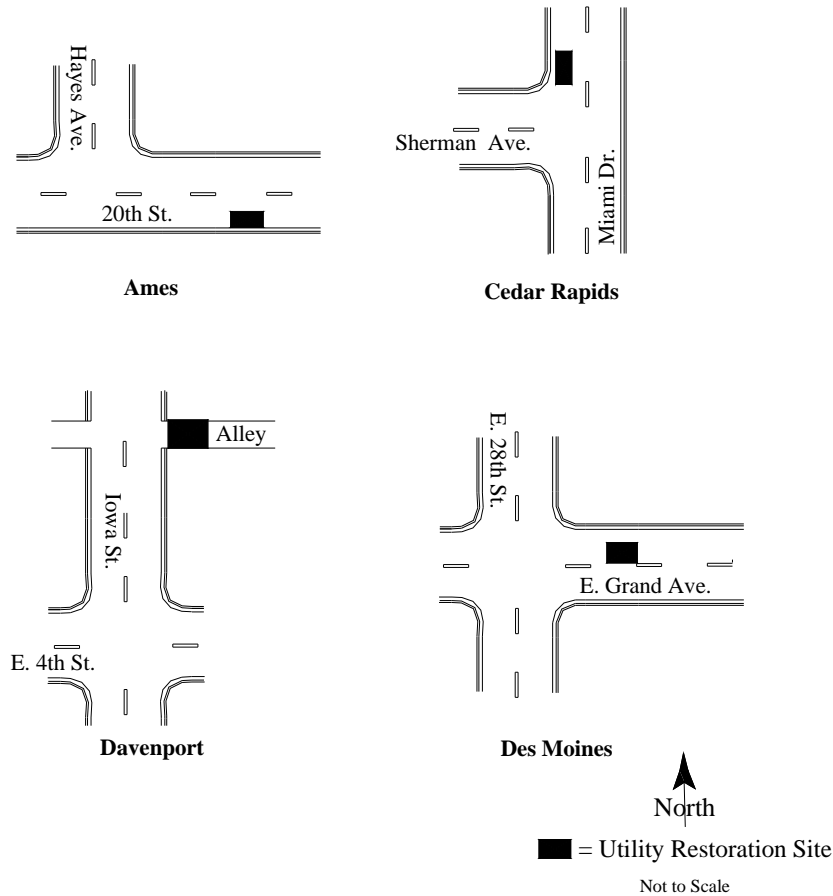 Hayes Ave.
20th St.
Ames
Sherman Ave.
Miami Dr.
Cedar Rapids
Alley
Iowa St.
E. 4th St.
Davenport
E. 28th St.
E. Grand Ave.
Des Moines
North
= Utility Restoration Site
Not to Scale